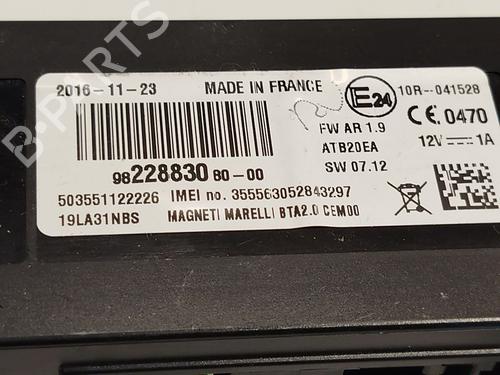 2016-11-23 MADE IN FRANCE
E24 10R-041528
CE 0470
FW AR 1.9 12V 1A
ATB20EA
SW 07.12
98228830 80-00
503551122226 IMEI no. 355563052843297
19LA31NBS MAGNETI MARELLI BTA2.0 CEM00
B-PARTS